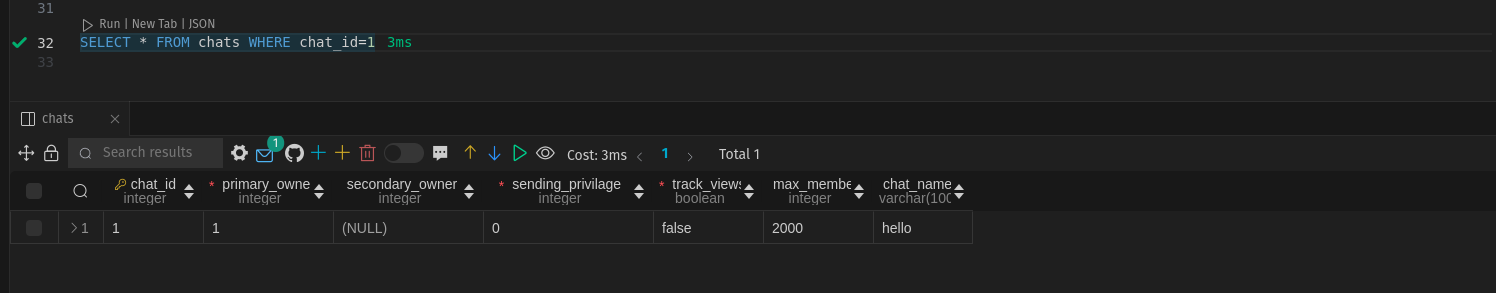 31
Run | New Tab | JSON
32 SELECT * FROM chats WHERE chat_id=1 3ms
33
chats
Search results 1 Cost: 3ms 1 Total 1
chat_id * primary_owne secondary_owner * sending_privilage * track_views max_membe chat_name
integer integer integer integer boolean integer varchar(100
1 1 1 (NULL) 0 false 2000 hello